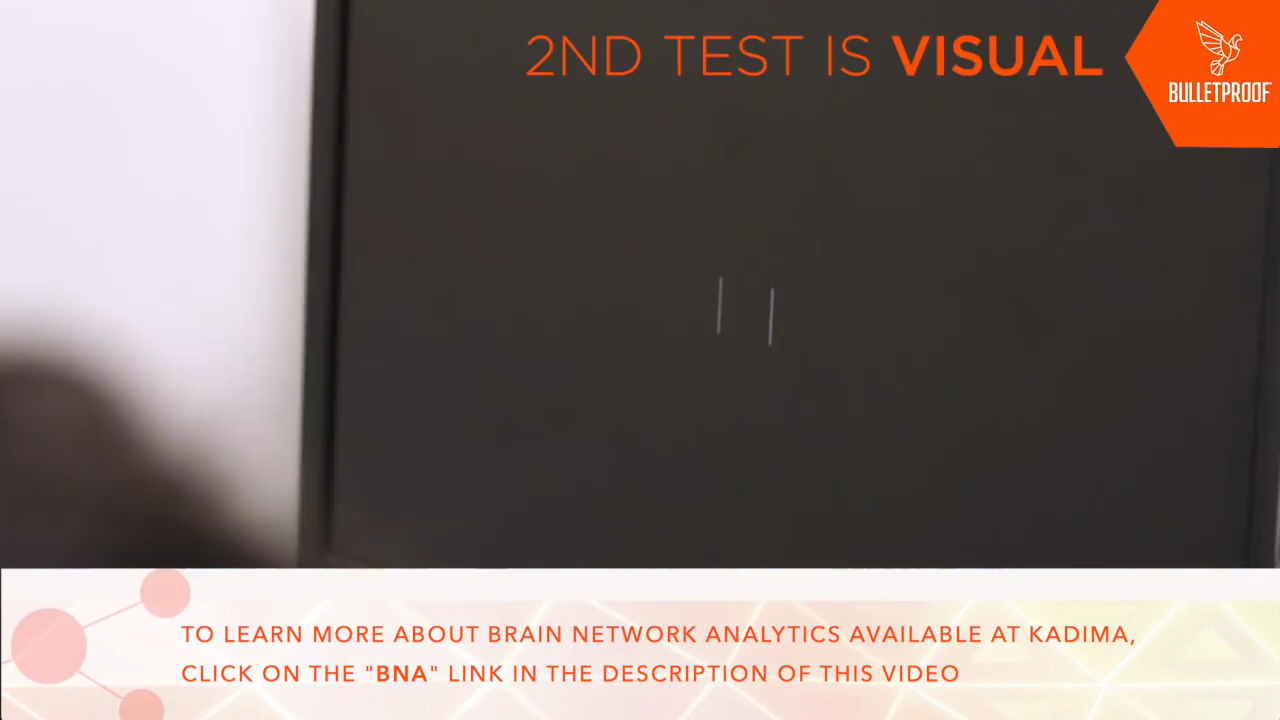 2ND TEST IS VISUAL
BULLETPROOF
TO LEARN MORE ABOUT BRAIN NETWORK ANALYTICS AVAILABLE AT KADIMA,
CLICK ON THE "BNA" LINK IN THE DESCRIPTION OF THIS VIDEO